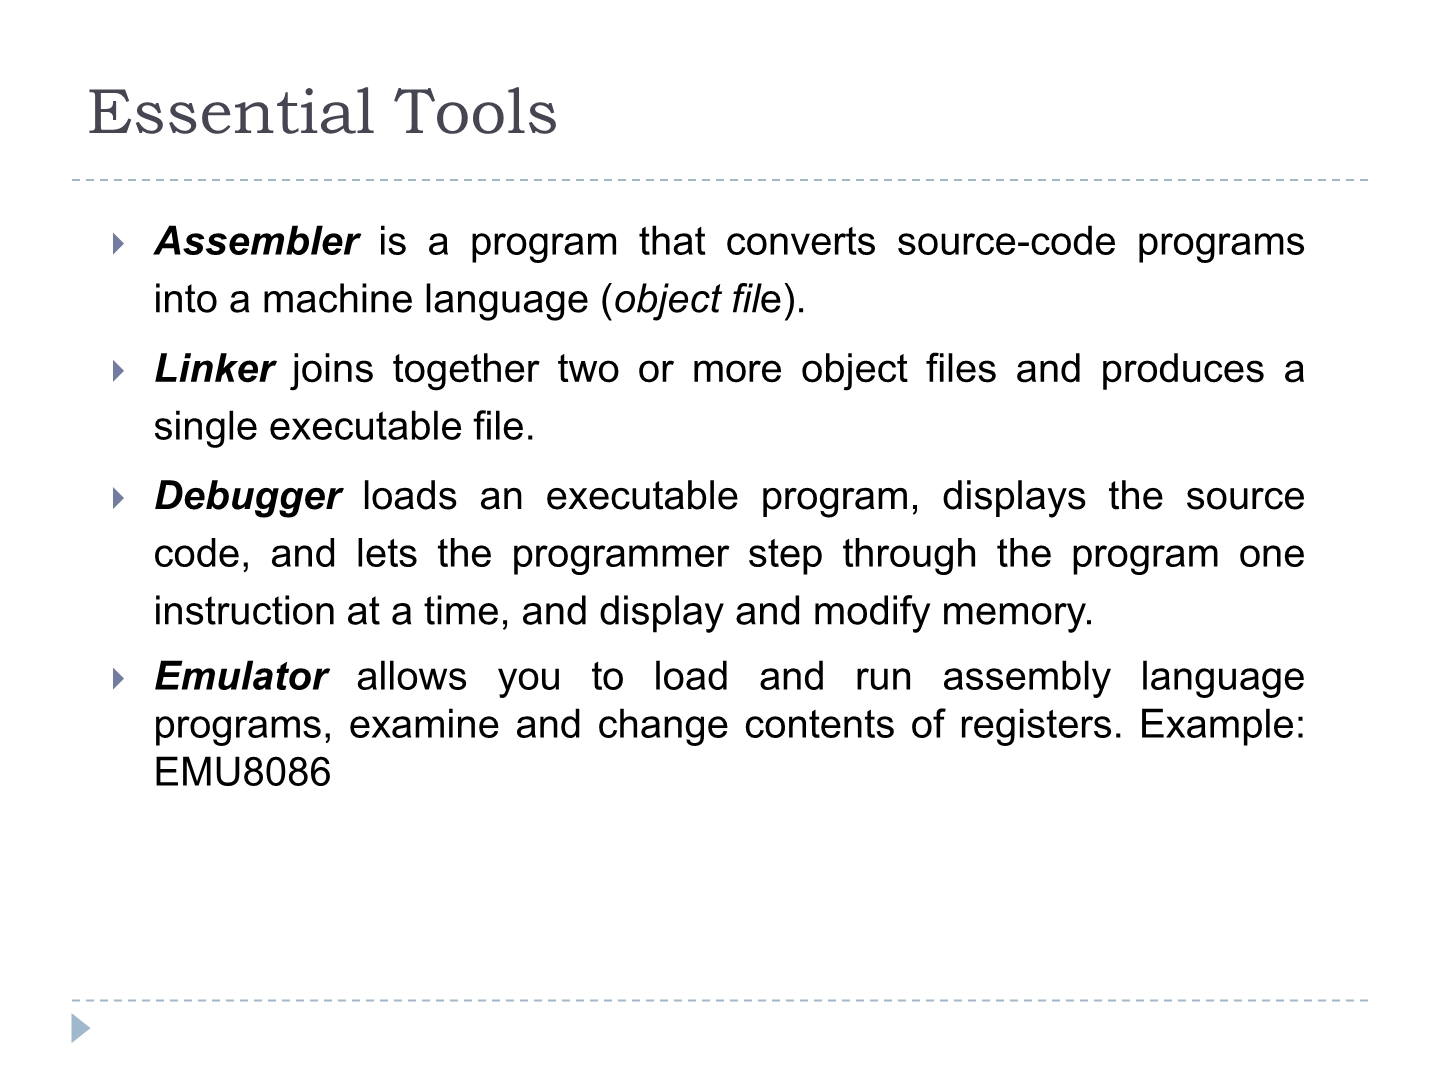 Essential Tools
Assembler is a program that converts source-code programs
into a machine language (object file).
Linker joins together two or more object files and produces a
single executable file.
Debugger loads an executable program, displays the source
code, and lets the programmer step through the program one
instruction at a time, and display and modify memory.
Emulator allows you to load and run assembly language
programs, examine and change contents of registers. Example:
EMU8086